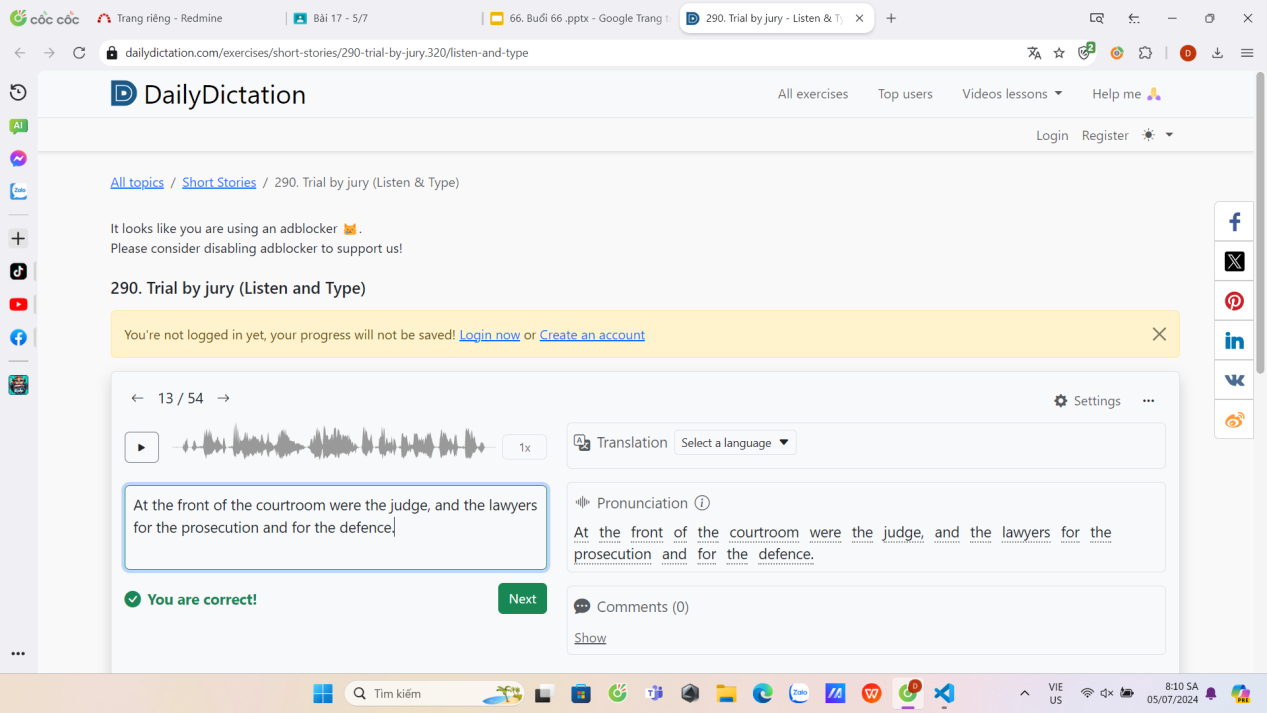 cốc cốc
Trang riêng - Redmine
Bài 17 - 5/7
66. Buổi 66 .pptx - Google Trang t
290. Trial by jury - Listen & Ty
dailydictation.com/exercises/short-stories/290-trial-by-jury.320/listen-and-type
2
D
AI
Zalo
DailyDictation
All exercises
Top users
Videos lessons
Help me
Login
Register
All topics / Short Stories / 290. Trial by jury (Listen & Type)
It looks like you are using an adblocker .
Please consider disabling adblocker to support us!
290. Trial by jury (Listen and Type)
You're not logged in yet, your progress will not be saved! Login now or Create an account
13 / 54
Settings
1x
Translation
Select a language
At the front of the courtroom were the judge, and the lawyers
for the prosecution and for the defence.
Pronunciation
At the front of the courtroom were the judge, and the lawyers for the
prosecution and for the defence.
You are correct!
Next
Comments (0)
Show
Tìm kiếm
Zalo
D
VIE
US
8:10 SA
05/07/2024
PRE